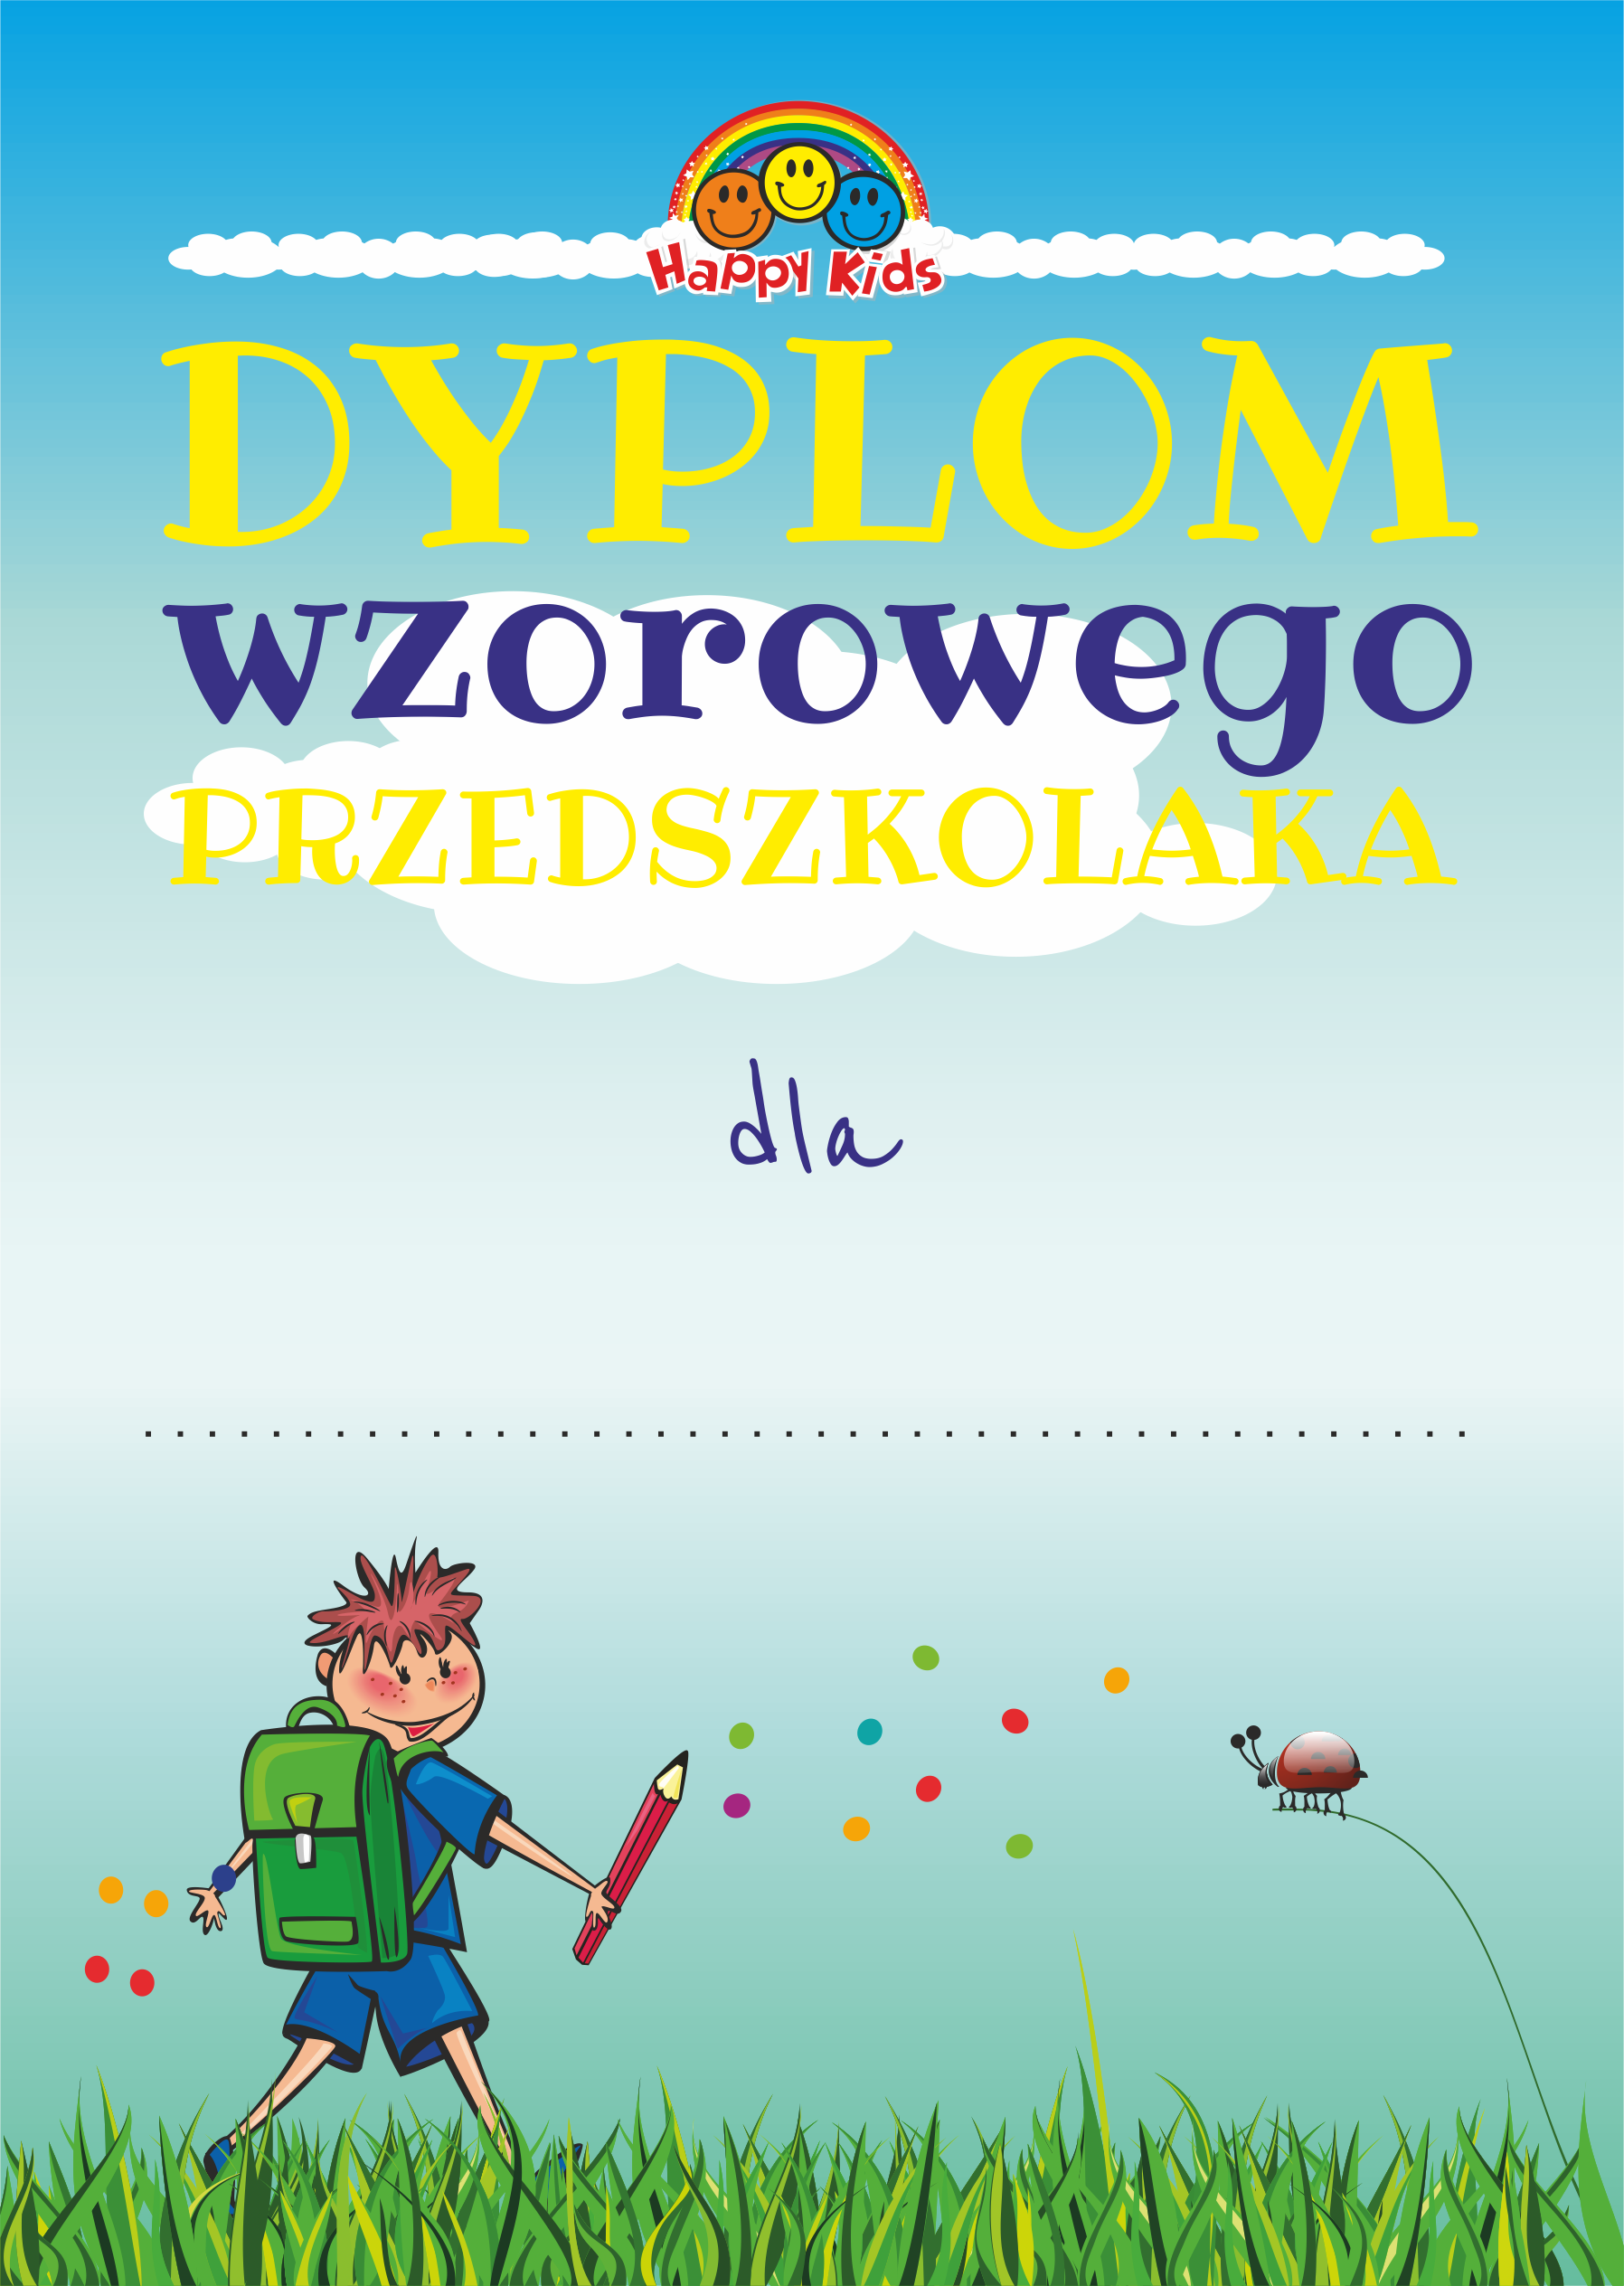 Happy Kids
DYPLOM
wzorowego
PRZEDSZKOLAKA
dla